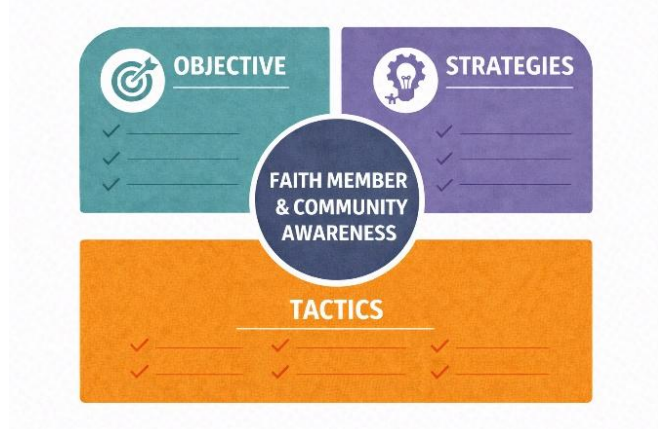 OBJECTIVE
STRATEGIES
FAITH MEMBER
& COMMUNITY
AWARENESS
TACTICS